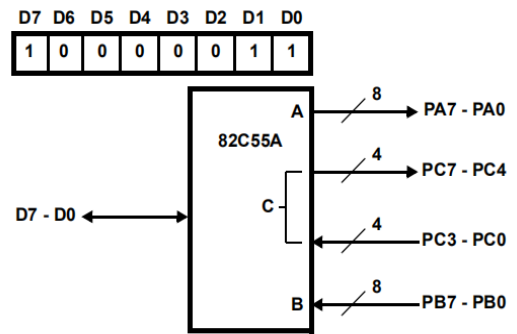 D7 D6 D5 D4 D3 D2 D1 D0
1 0 0 0 0 0 1 1
A 8 PA7 - PA0
82C55A
4 PC7 - PC4
C
D7 - D0
4 PC3 - PC0
B 8 PB7 - PB0